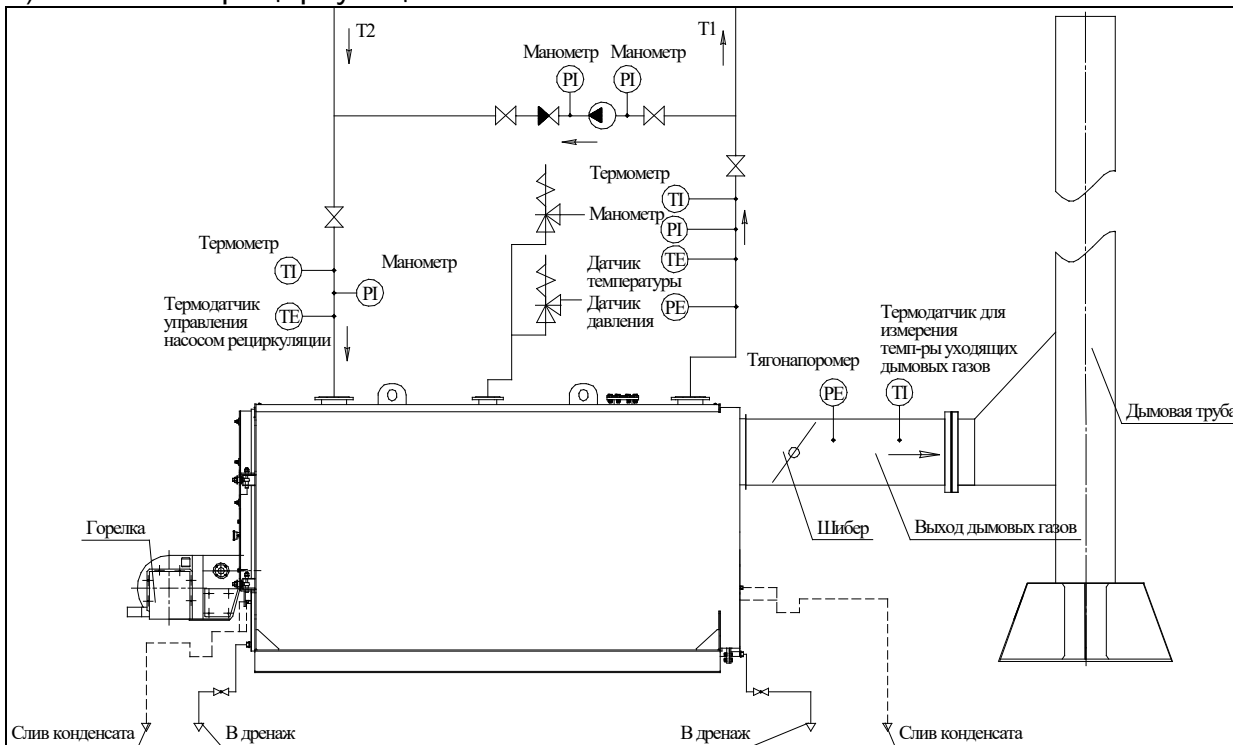 T2
T1
Манометр
Манометр
PI
PI
Термометр
TI
Манометр
PI
TE
Датчик
температуры
Датчик
давления
PE
Термометр
TI
Манометр
PI
Термодатчик
управления
насосом рециркуляции
TE
Термодатчик для
измерения
темп-ры уходящих
дымовых газов
Тягонапоромер
PE
TI
Дымовая труба
Горелка
Шибер
Выход дымовых газов
Слив конденсата
В дренаж
В дренаж
Слив конденсата